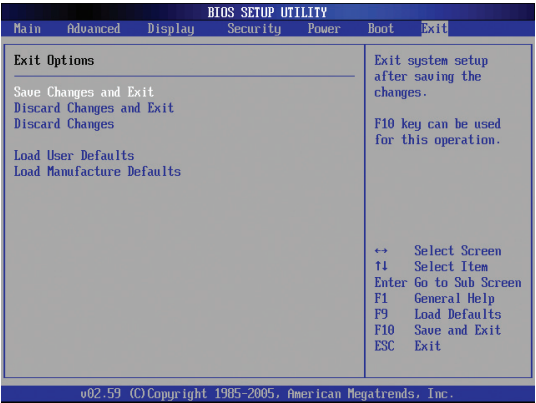 BIOS SETUP UTILITY
Main Advanced Display Security Power Boot Exit
Exit Options
Save Changes and Exit
Discard Changes and Exit
Discard Changes
Load User Defaults
Load Manufacture Defaults
Exit system setup
after saving the
changes.
F10 key can be used
for this operation.
↔ Select Screen
↑↓ Select Item
Enter Go to Sub Screen
F1 General Help
F9 Load Defaults
F10 Save and Exit
ESC Exit
v02.59 (C)Copyright 1985-2005, American Megatrends, Inc.